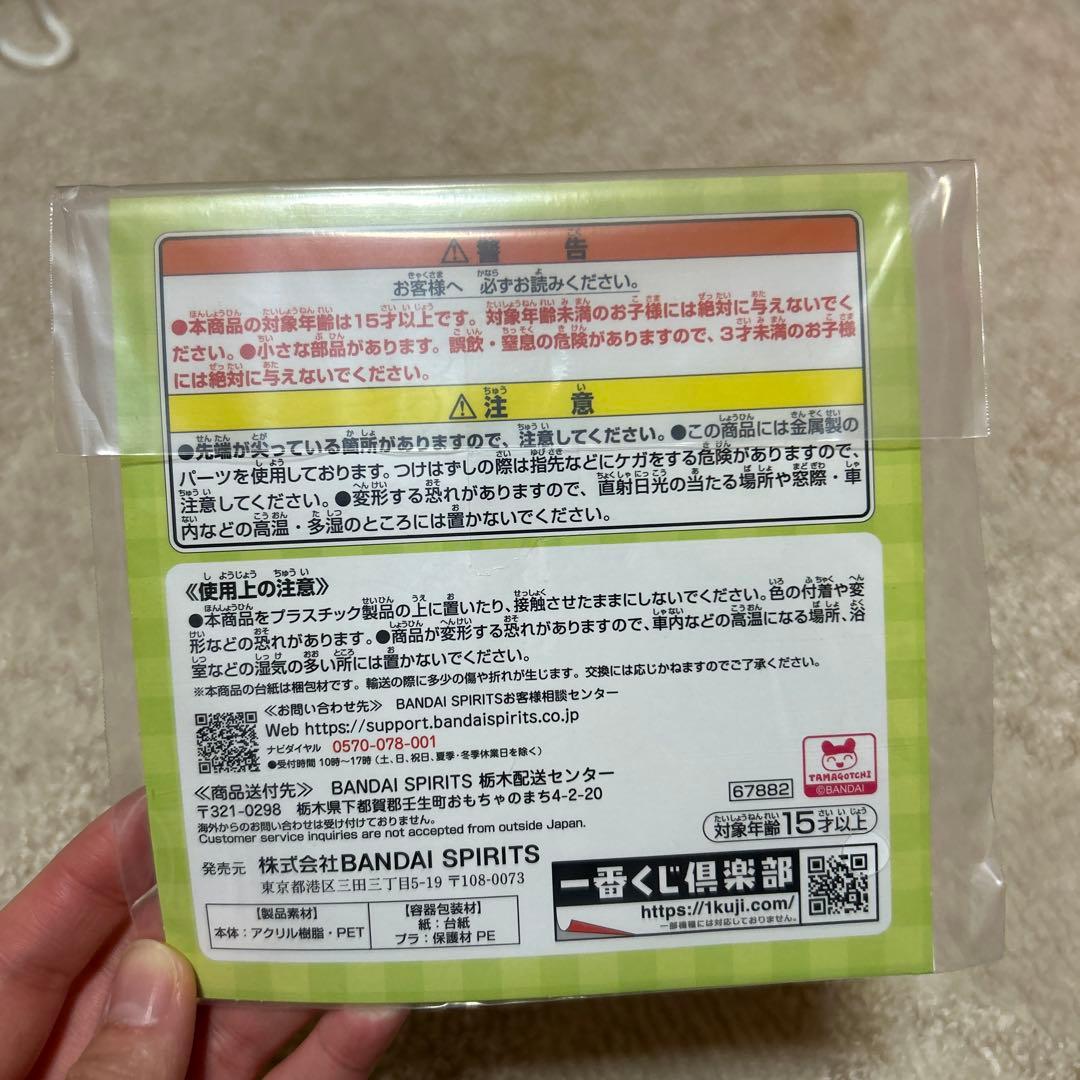 ⚠警告
お客様へ 必ずお読みください。
●本商品の対象年齢は15才以上です。対象年齢未満のお子様には絶対に与えないでく
ださい。●小さな部品があります。誤飲・窒息の危険がありますので、3才未満のお子様
には絶対に与えないでください。
⚠注意
●先端が尖っている箇所がありますので、注意してください。●この商品には金属製の
パーツを使用しております。つけはずしの際は指先などにケガをする危険がありますので、
注意してください。●変形する恐れがありますので、直射日光の当たる場所や窓際・車
内などの高温・多湿のところには置かないでください。
《使用上の注意》
●本商品をプラスチック製品の上に置いたり、接触させたままにしないでください。色の付着や変
形などの恐れがあります。●商品が変形する恐れがありますので、車内などの高温になる場所、浴
室などの湿気の多い所には置かないでください。
※本商品の台紙は梱包材です。輸送の際に多少の傷や折れが生じます。交換には応じかねますのでご了承ください。
≪お問い合わせ先≫ BANDAI SPIRITSお客様相談センター
Web https://support.bandaispirits.co.jp
ナビダイヤル 0570-078-001
●受付時間 10時～17時(土、日、祝日、夏季・冬季休業日を除く)
≪商品送付先≫ BANDAI SPIRITS 栃木配送センター
〒321-0298 栃木県下都賀郡壬生町おもちゃのまち4-2-20
海外からのお問い合わせは受け付けておりません。
Customer service inquiries are not accepted from outside Japan.
67882
TAMAGOTCHI
©BANDAI
対象年齢15才以上
発売元 株式会社BANDAI SPIRITS
東京都港区三田三丁目5-19 〒108-0073
【製品素材】
本体：アクリル樹脂・PET
【容器包装材】
紙：台紙
プラ：保護材 PE
一番くじ倶楽部
https://1kuji.com/
一部機種には対応しておりません。